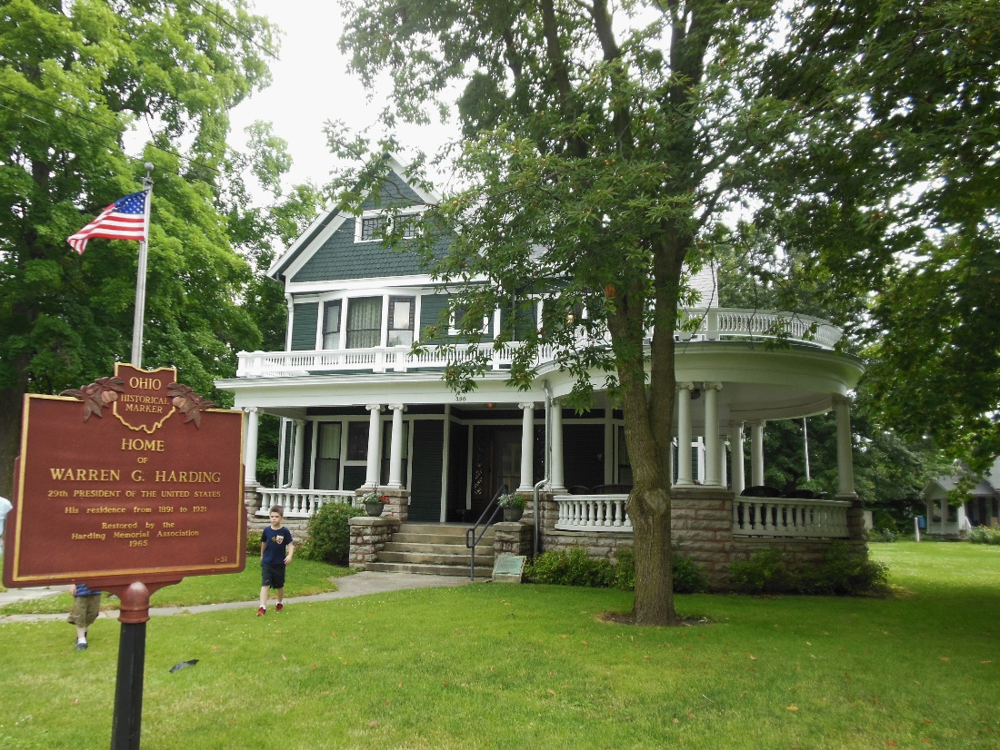 OHIO
HISTORICAL
MARKER
HOME
OF
WARREN G. HARDING
29th PRESIDENT OF THE UNITED STATES
His residence from 1891 to 1921
Restored by the
Harding Memorial Association
1965
1-51
380